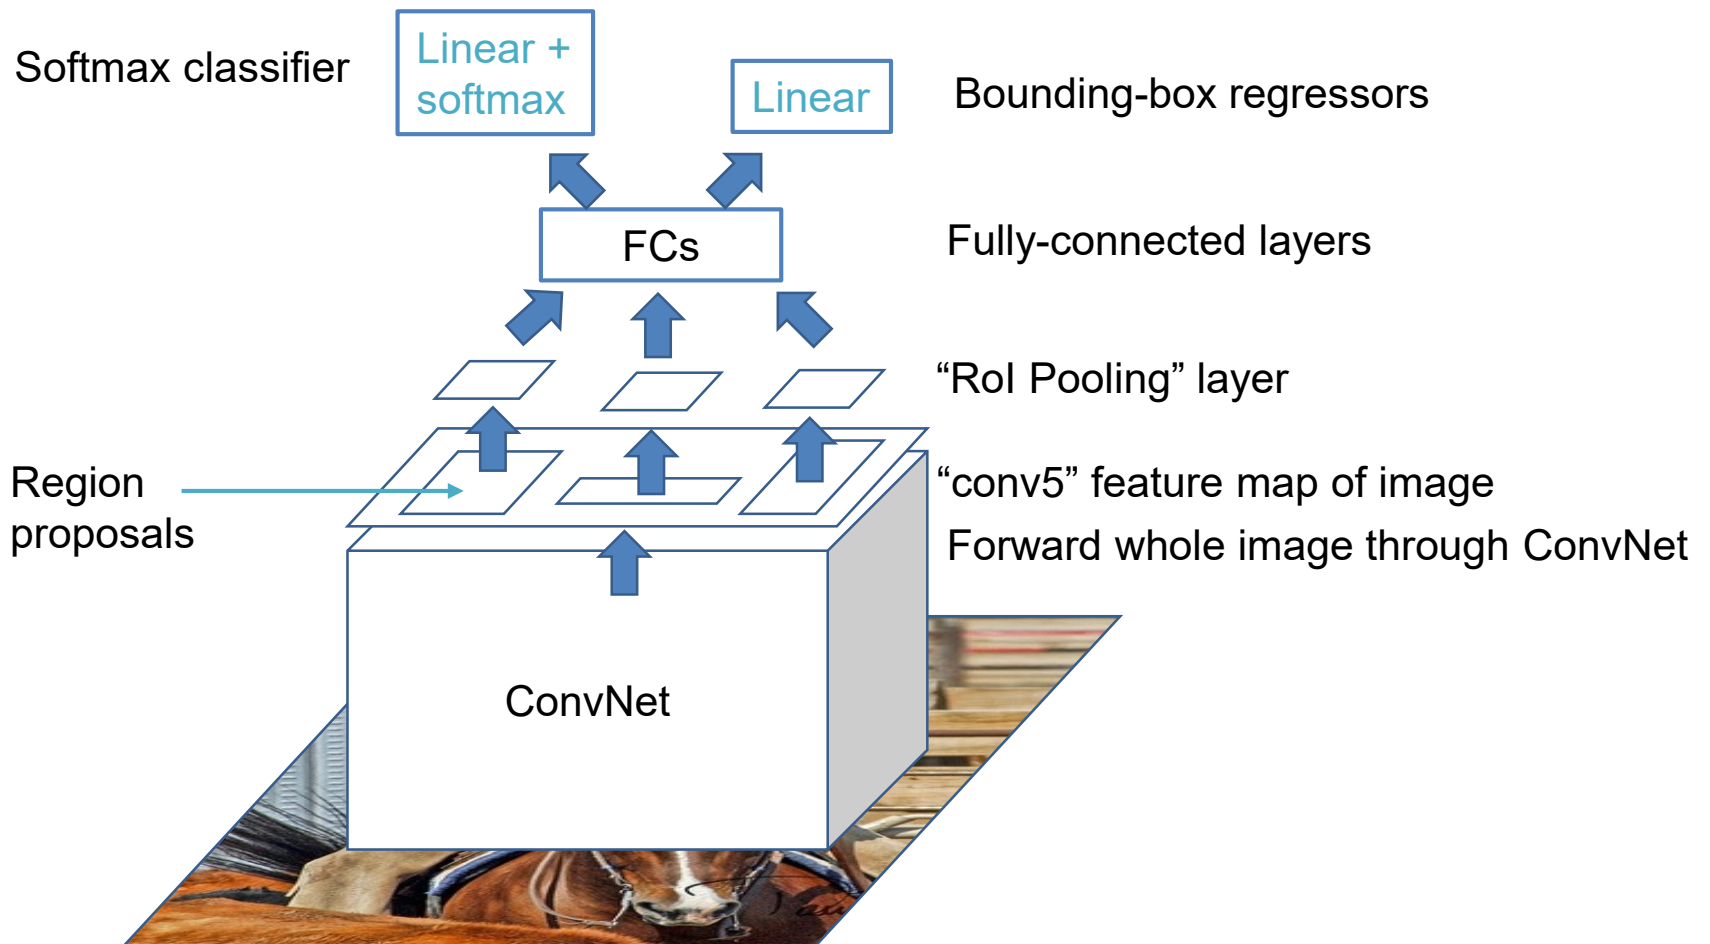 Softmax classifier
Linear +
softmax
Linear
Bounding-box regressors
FCs
Fully-connected layers
“RoI Pooling” layer
Region
proposals
“conv5” feature map of image
Forward whole image through ConvNet
ConvNet